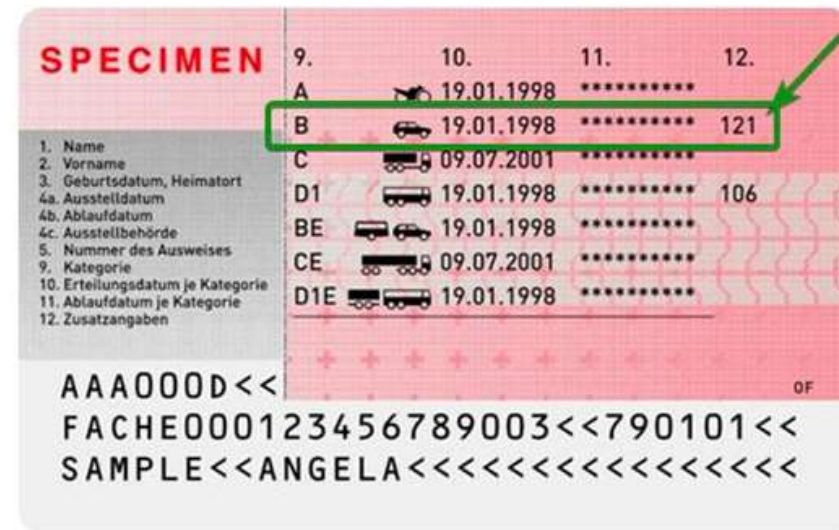 SPECIMEN
1. Name
2. Vorname
3. Geburtsdatum, Heimatort
4a. Ausstelldatum
4b. Ablaufdatum
4c. Ausstellbehörde
5. Nummer des Ausweises
9. Kategorie
10. Erteilungsdatum je Kategorie
11. Ablaufdatum je Kategorie
12. Zusatzangaben
9. 10. 11. 12.
A 19.01.1998 **********
B 19.01.1998 ********** 121
C 09.07.2001 **********
D1 19.01.1998 ********** 106
BE 19.01.1998 **********
CE 09.07.2001 **********
D1E 19.01.1998 **********
OF
AAA000D<<
FACHE000123456789003<<790101<<
SAMPLE<<ANGELA<<<<<<<<<<<<<<<<